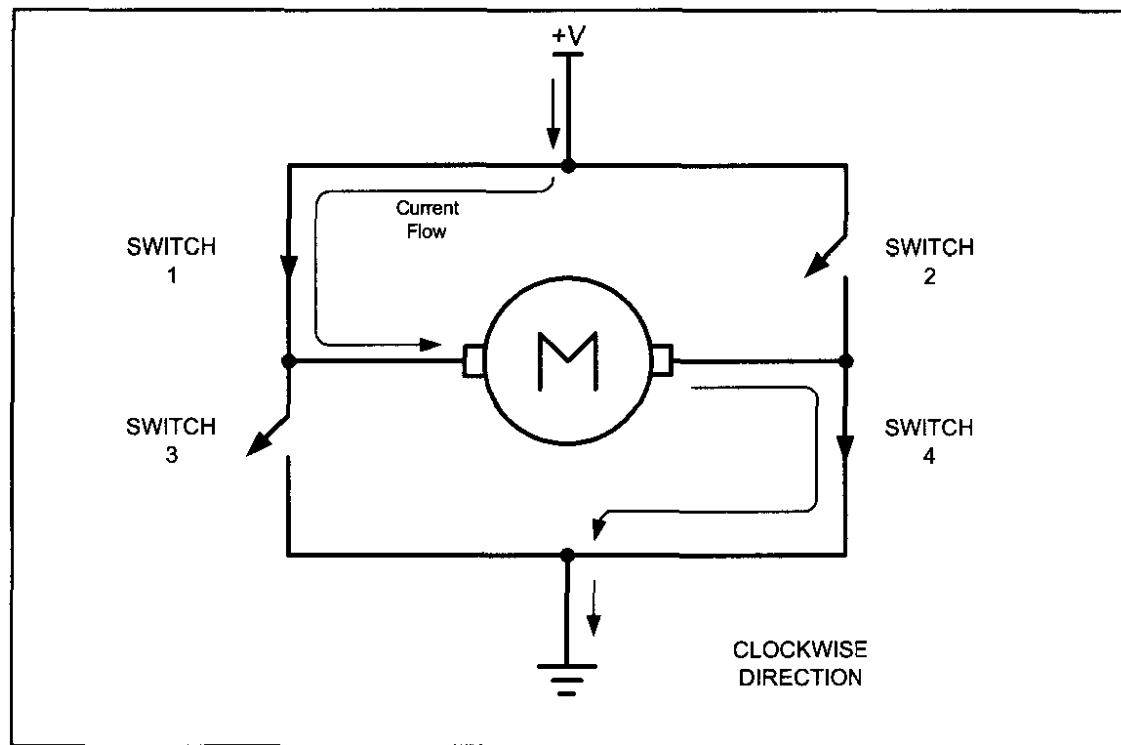 +V
Current
Flow
SWITCH
1
SWITCH
2
M
SWITCH
3
SWITCH
4
CLOCKWISE
DIRECTION